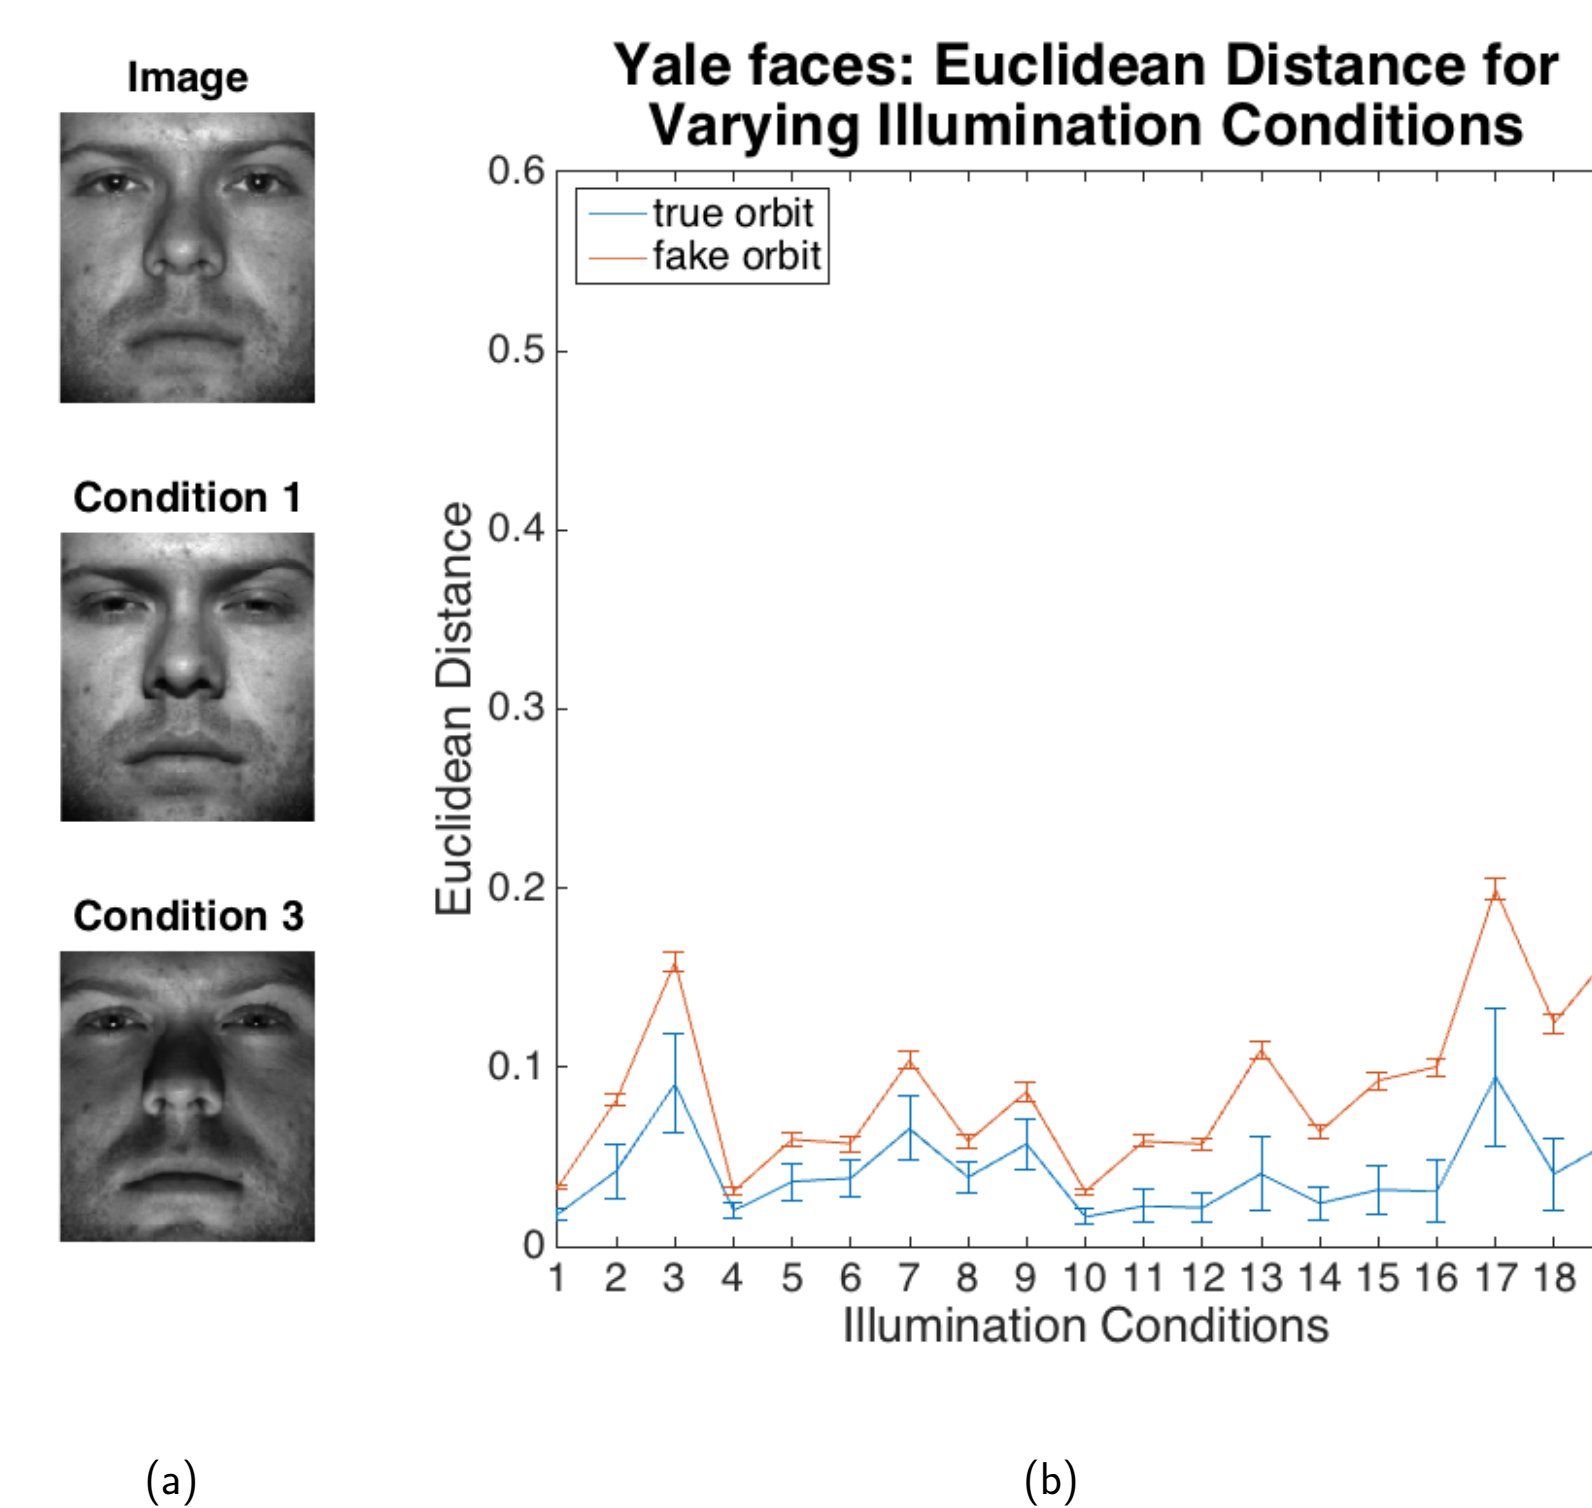 Image
Condition 1
Condition 3
(a)
Yale faces: Euclidean Distance for
Varying Illumination Conditions
true orbit
fake orbit
Euclidean Distance
0.6
0.5
0.4
0.3
0.2
0.1
0
1 2 3 4 5 6 7 8 9 10 11 12 13 14 15 16 17 18
Illumination Conditions
(b)